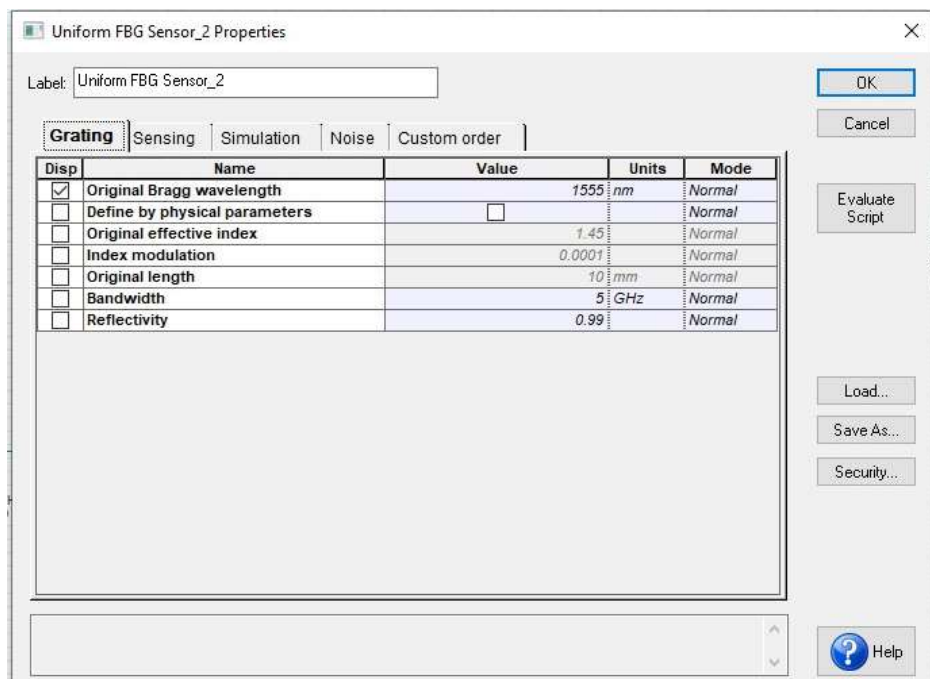 Uniform FBG Sensor_2 Properties
Label: Uniform FBG Sensor_2
OK
Cancel
Grating Sensing Simulation Noise Custom order
Disp Name Value Units Mode
Original Bragg wavelength 1555 nm Normal
Define by physical parameters Normal
Original effective index 1.45 Normal
Index modulation 0.0001 Normal
Original length 10 mm Normal
Bandwidth 5 GHz Normal
Reflectivity 0.99 Normal
Evaluate
Script
Load...
Save As...
Security...
Help